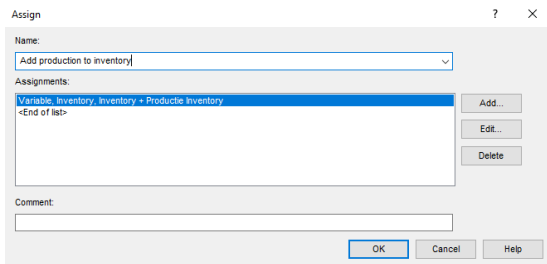 Assign
? ×
Name:
Add production to inventory
Assignments:
Variable, Inventory, Inventory + Productie Inventory
<End of list>
Add...
Edit...
Delete
Comment:
OK Cancel Help